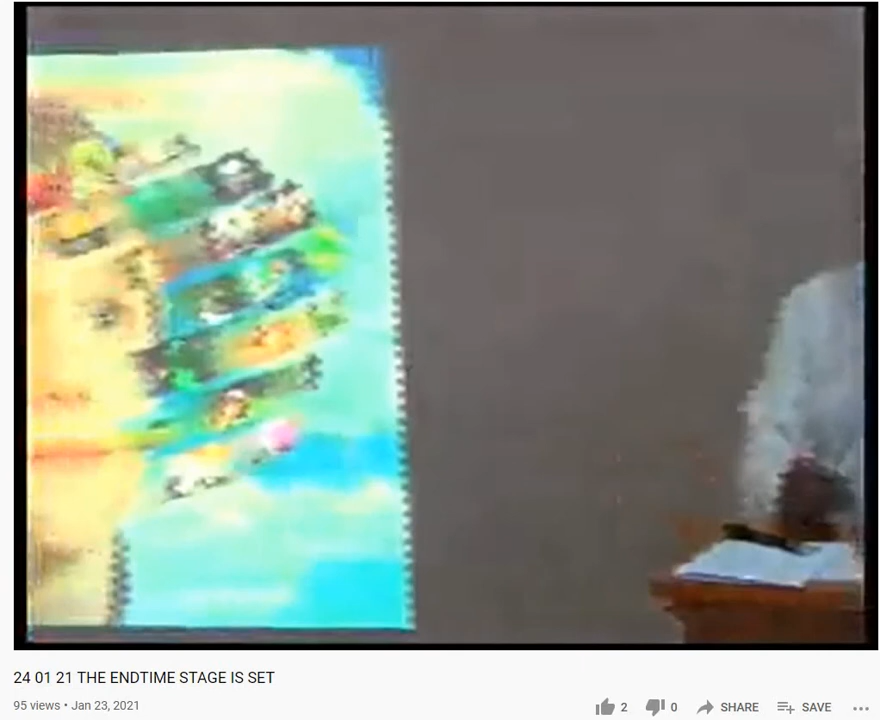 24 01 21 THE ENDTIME STAGE IS SET
95 views • Jan 23, 2021
2 0 SHARE SAVE